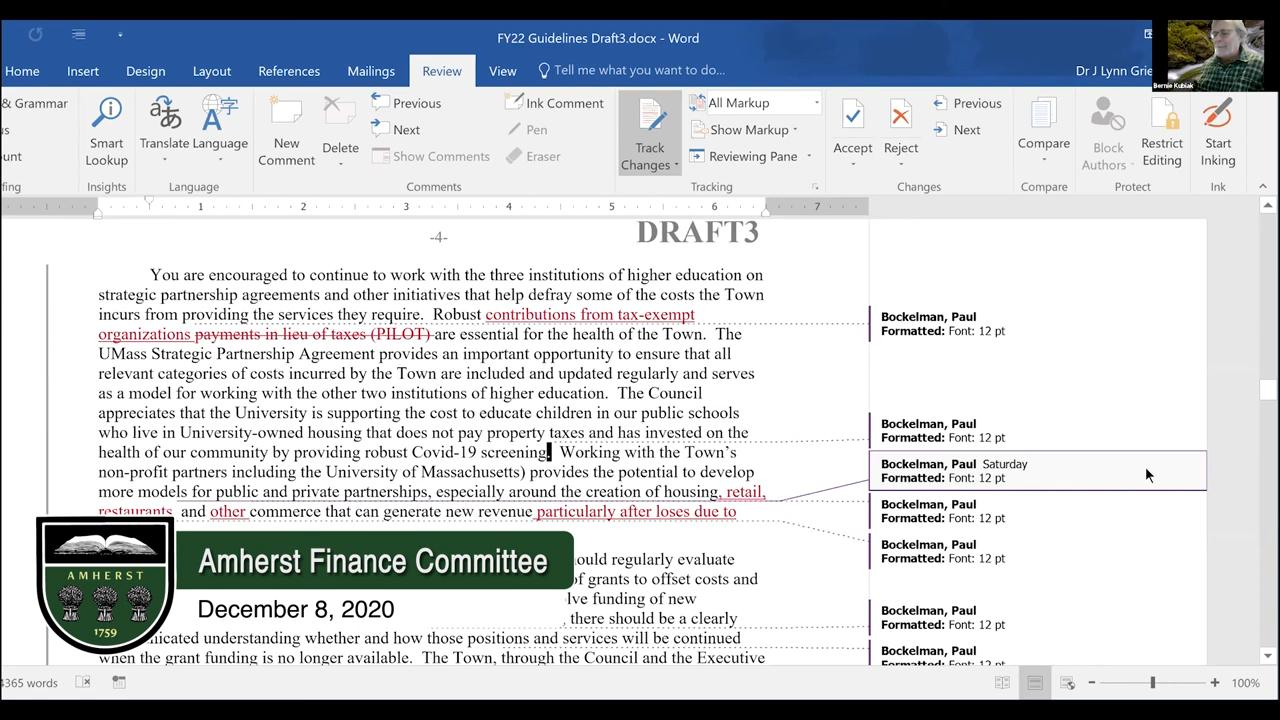 FY22 Guidelines Draft3.docx - Word
Home Insert Design Layout References Mailings Review View Tell me what you want to do... Dr J Lynn Grie
Bernie Kubiak
& Grammar
Smart Lookup
Insights
Translate Language
Language
New Comment
Delete
Previous
Next
Show Comments
Ink Comment
Pen
Eraser
Comments
Track Changes
All Markup
Show Markup
Reviewing Pane
Tracking
Accept
Reject
Previous
Next
Changes
Compare
Compare
Block Authors
Restrict Editing
Protect
Start Inking
Ink
1 2 3 4 5 6 7
-4- DRAFT3
You are encouraged to continue to work with the three institutions of higher education on
strategic partnership agreements and other initiatives that help defray some of the costs the Town
incurs from providing the services they require. Robust contributions from tax-exempt
organizations payments in lieu of taxes (PILOT) are essential for the health of the Town. The
UMass Strategic Partnership Agreement provides an important opportunity to ensure that all
relevant categories of costs incurred by the Town are included and updated regularly and serves
as a model for working with the other two institutions of higher education. The Council
appreciates that the University is supporting the cost to educate children in our public schools
who live in University-owned housing that does not pay property taxes and has invested on the
health of our community by providing robust Covid-19 screening. Working with the Town's
non-profit partners including the University of Massachusetts) provides the potential to develop
more models for public and private partnerships, especially around the creation of housing, retail,
restaurants, and other commerce that can generate new revenue particularly after loses due to
ould regularly evaluate
of grants to offset costs and
lve funding of new
, there should be a clearly
nicated understanding whether and how those positions and services will be continued
when the grant funding is no longer available. The Town, through the Council and the Executive
Bockelman, Paul
Formatted: Font: 12 pt
Bockelman, Paul
Formatted: Font: 12 pt
Bockelman, Paul Saturday
Formatted: Font: 12 pt
Bockelman, Paul
Formatted: Font: 12 pt
Bockelman, Paul
Formatted: Font: 12 pt
Bockelman, Paul
Formatted: Font: 12 pt
Bockelman, Paul
Formatted: Font: 12 pt
AMHERST
1759
Amherst Finance Committee
December 8, 2020
4365 words
100%